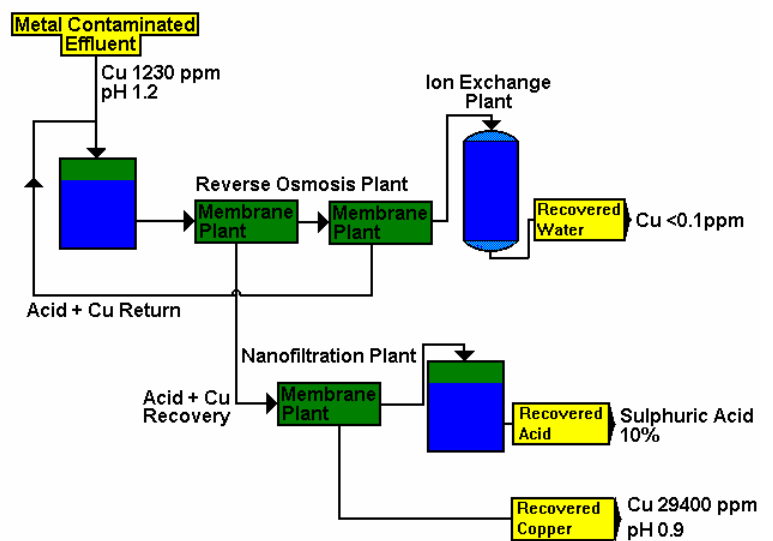 Metal Contaminated
Effluent
Cu 1230 ppm
pH 1.2
Ion Exchange
Plant
Reverse Osmosis Plant
Membrane
Plant
Membrane
Plant
Recovered
Water
Cu <0.1ppm
Acid + Cu Return
Nanofiltration Plant
Acid + Cu
Recovery
Membrane
Plant
Recovered
Acid
Sulphuric Acid
10%
Recovered
Copper
Cu 29400 ppm
pH 0.9